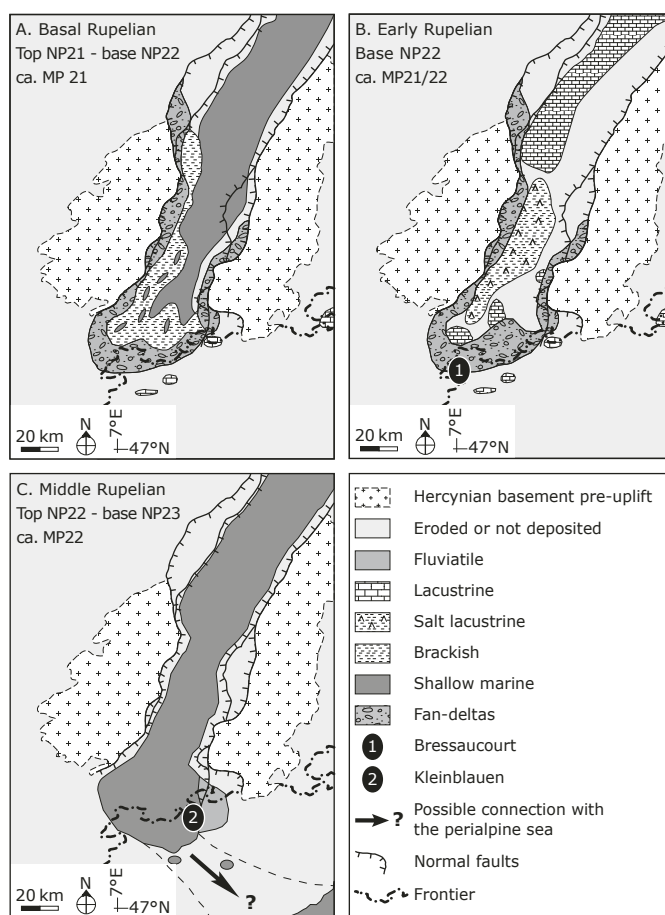 A. Basal Rupelian
Top NP21 - base NP22
ca. MP 21
20 km
N
7°E
47°N
B. Early Rupelian
Base NP22
ca. MP21/22
1
20 km
N
7°E
47°N
C. Middle Rupelian
Top NP22 - base NP23
ca. MP22
2
?
20 km
N
7°E
47°N
Hercynian basement pre-uplift
Eroded or not deposited
Fluviatile
Lacustrine
Salt lacustrine
Brackish
Shallow marine
Fan-deltas
1 Bressaucourt
2 Kleinblauen
? Possible connection with
the perialpine sea
Normal faults
Frontier